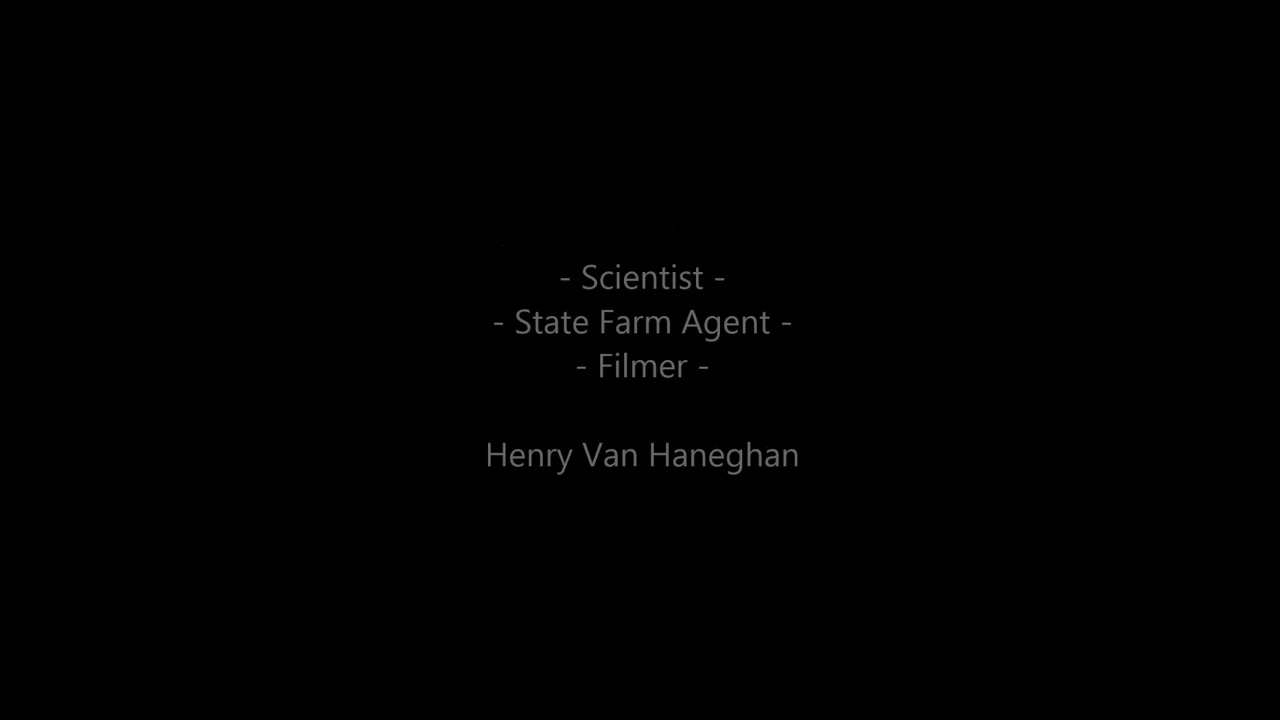 - Scientist -
- State Farm Agent -
- Filmer -
Henry Van Haneghan